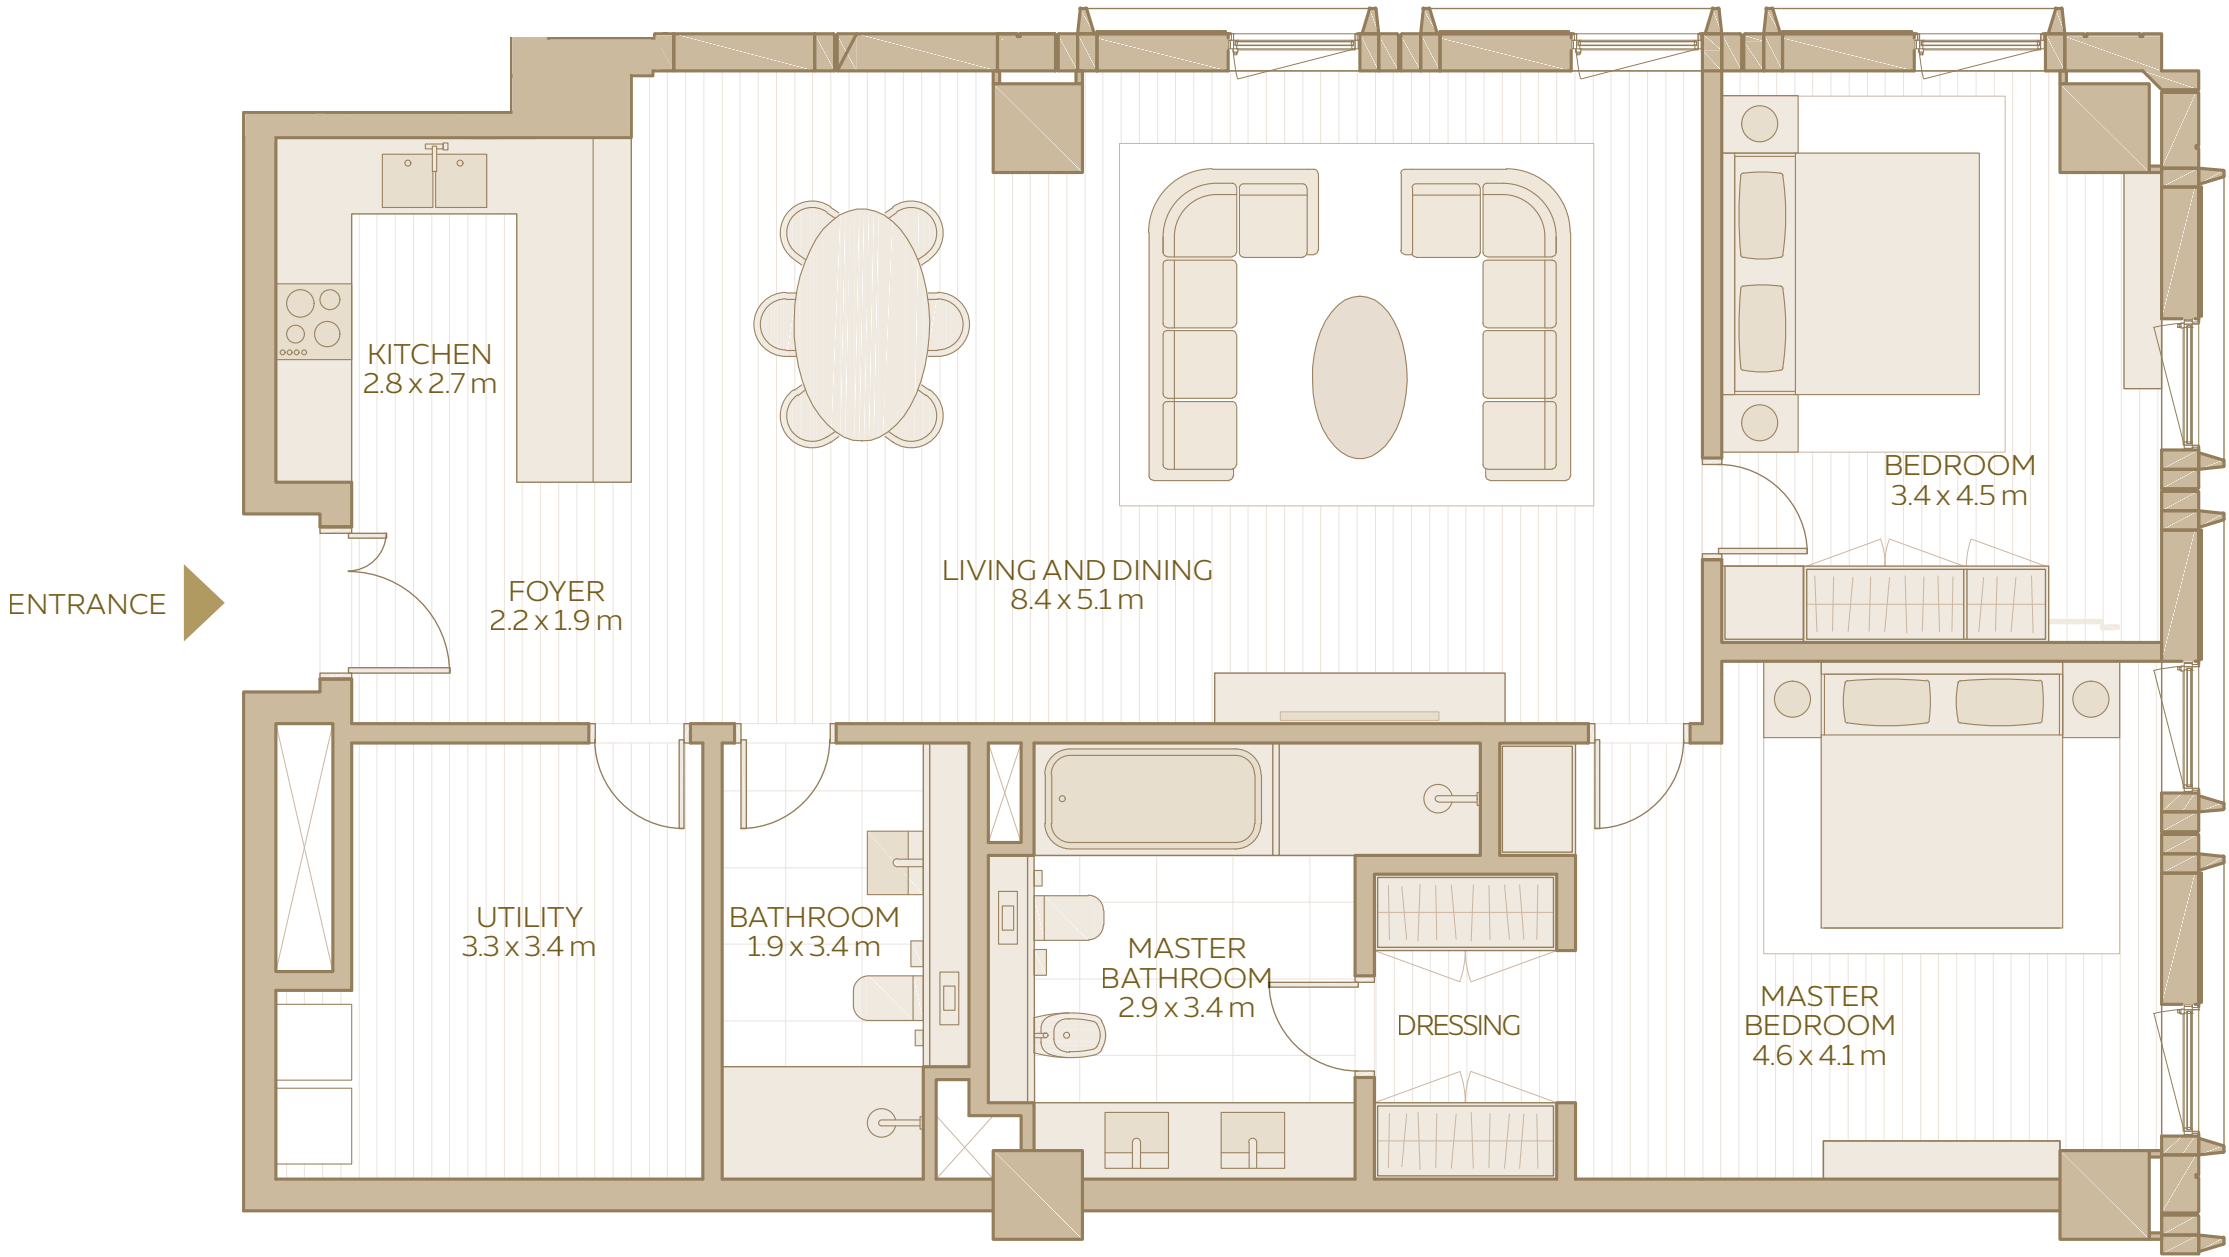 KITCHEN
2.8 x 2.7 m
BEDROOM
3.4 x 4.5 m
ENTRANCE
FOYER
2.2 x 1.9 m
LIVING AND DINING
8.4 x 5.1 m
UTILITY
3.3 x 3.4 m
BATHROOM
1.9 x 3.4 m
MASTER
BATHROOM
2.9 x 3.4 m
DRESSING
MASTER
BEDROOM
4.6 x 4.1 m